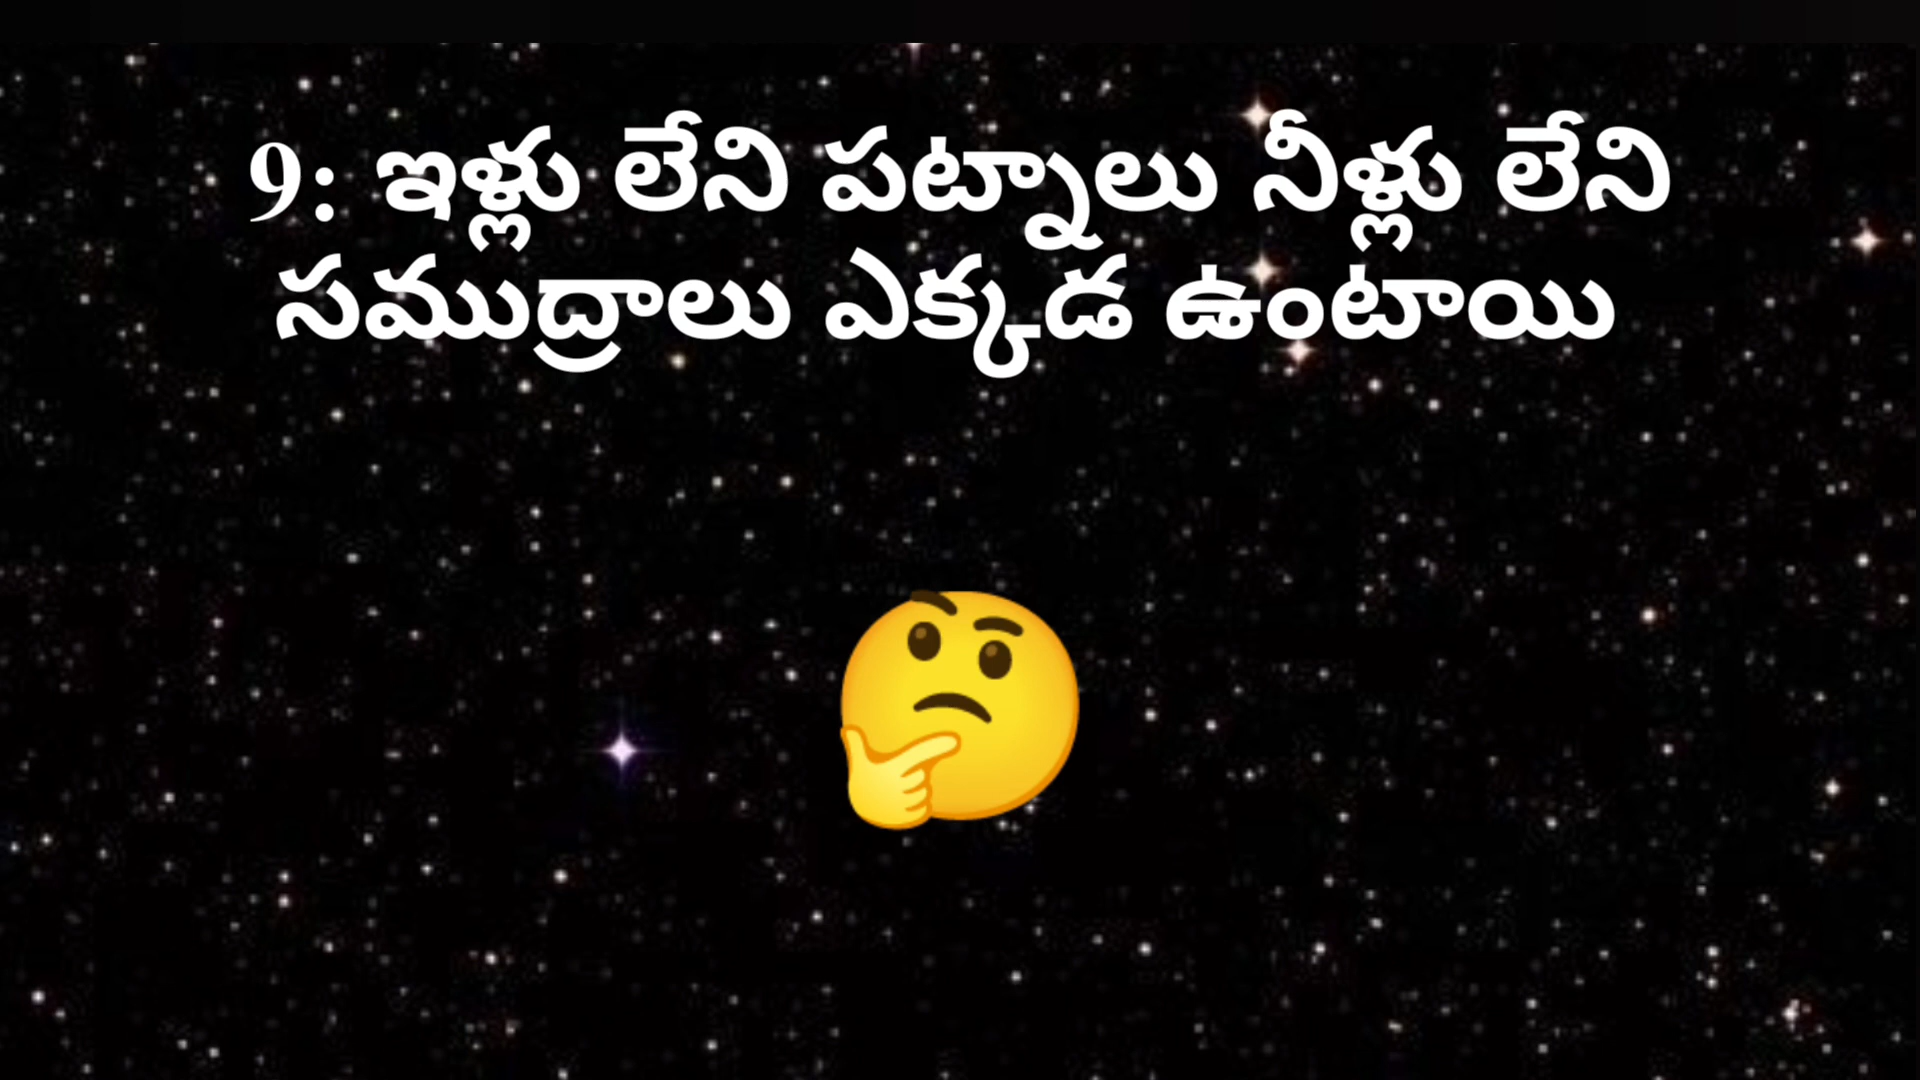 9: ఇళ్లు లేని పట్నాలు నీళ్లు లేని
సముద్రాలు ఎక్కడ ఉంటాయి